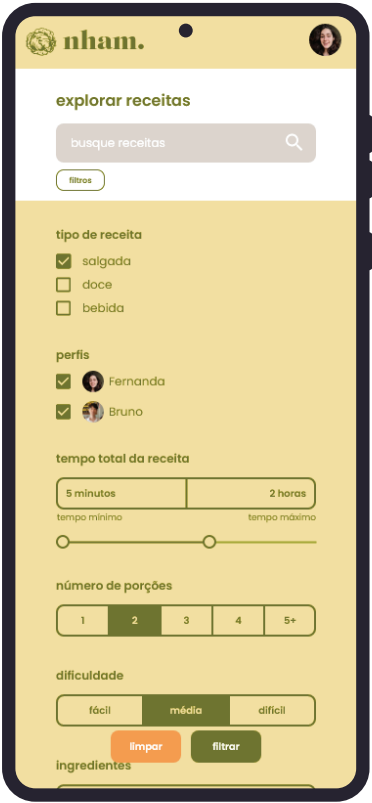 nham.
explorar receitas
busque receitas
filtros
tipo de receita
salgada
doce
bebida
perfis
Fernanda
Bruno
tempo total da receita
5 minutos 2 horas
tempo mínimo tempo máximo
número de porções
1 2 3 4 5+
dificuldade
fácil média difícil
limpar filtrar
ingredientes